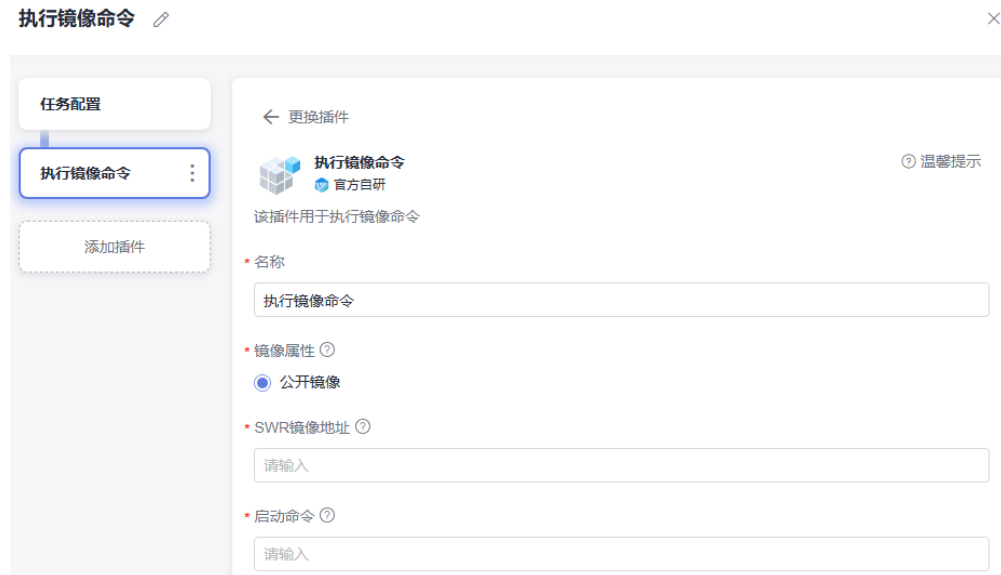 执行镜像命令
任务配置
执行镜像命令
添加插件
更换插件
执行镜像命令
官方自研
温馨提示
该插件用于执行镜像命令
* 名称
执行镜像命令
* 镜像属性
公开镜像
* SWR镜像地址
请输入
* 启动命令
请输入